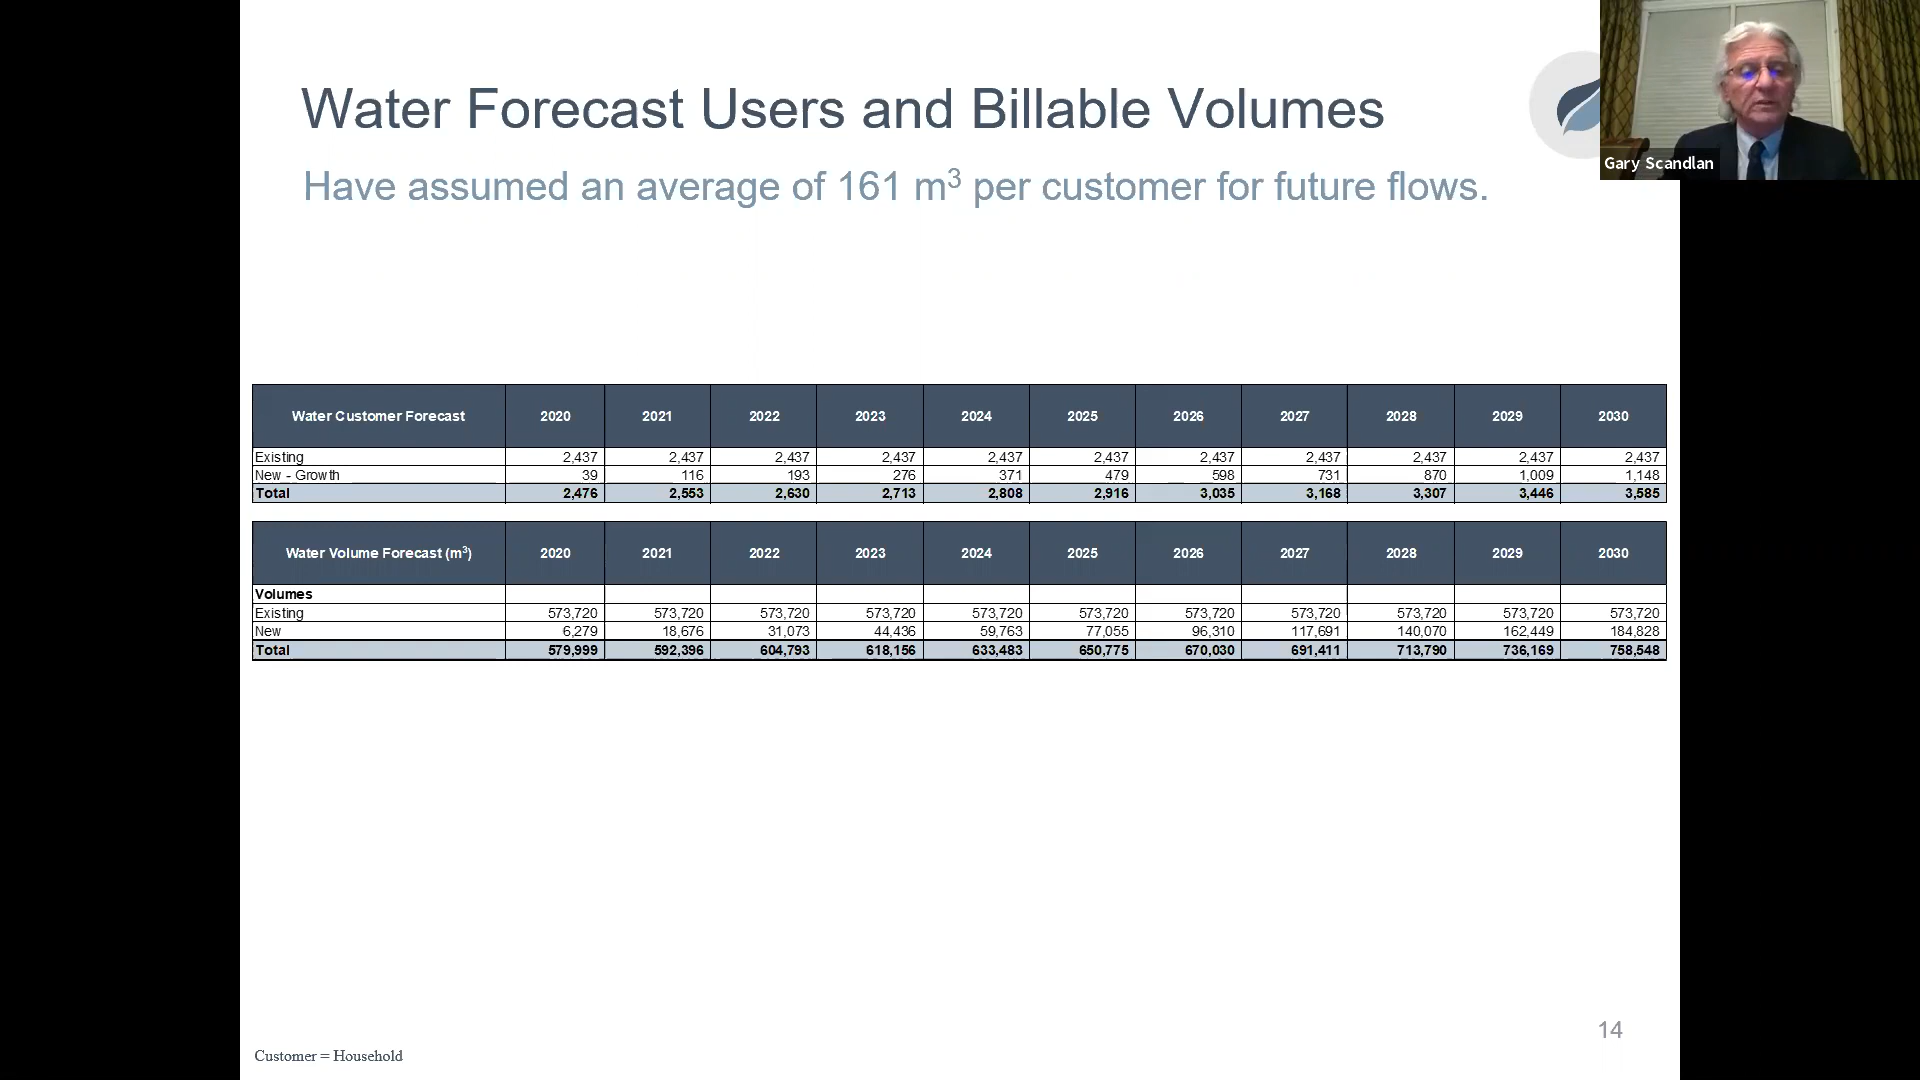 Water Forecast Users and Billable Volumes
Have assumed an average of 161 m³ per customer for future flows.
Gary Scandlan
Water Customer Forecast 2020 2021 2022 2023 2024 2025 2026 2027 2028 2029 2030
Existing 2,437 2,437 2,437 2,437 2,437 2,437 2,437 2,437 2,437 2,437 2,437
New - Growth 39 116 193 276 371 479 598 731 870 1,009 1,148
Total 2,476 2,553 2,630 2,713 2,808 2,916 3,035 3,168 3,307 3,446 3,585
Water Volume Forecast (m³) 2020 2021 2022 2023 2024 2025 2026 2027 2028 2029 2030
Volumes
Existing 573,720 573,720 573,720 573,720 573,720 573,720 573,720 573,720 573,720 573,720 573,720
New 6,279 18,676 31,073 44,436 59,763 77,055 96,310 117,691 140,070 162,449 184,828
Total 579,999 592,396 604,793 618,156 633,483 650,775 670,030 691,411 713,790 736,169 758,548
14
Customer = Household